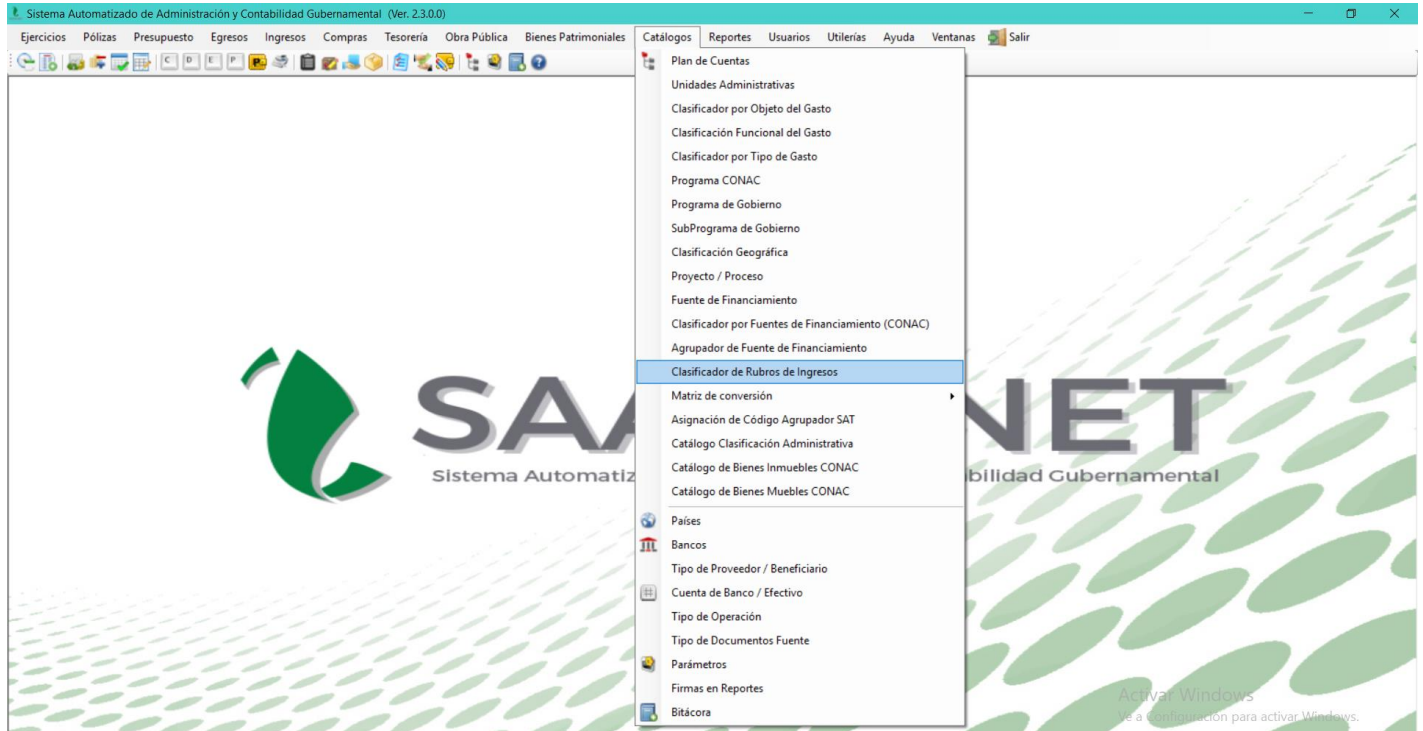 Sistema Automatizado de Administración y Contabilidad Gubernamental (Ver. 2.3.0.0)
Ejercicios Pólizas Presupuesto Egresos Ingresos Compras Tesorería Obra Pública Bienes Patrimoniales Catálogos Reportes Usuarios Utilerías Ayuda Ventanas Salir
C D E P
Plan de Cuentas
Unidades Administrativas
Clasificador por Objeto del Gasto
Clasificación Funcional del Gasto
Clasificador por Tipo de Gasto
Programa CONAC
Programa de Gobierno
SubPrograma de Gobierno
Clasificación Geográfica
Proyecto / Proceso
Fuente de Financiamiento
Clasificador por Fuentes de Financiamiento (CONAC)
Agrupador de Fuente de Financiamiento
Clasificador de Rubros de Ingresos
Matriz de conversión
Asignación de Código Agrupador SAT
Catálogo Clasificación Administrativa
Catálogo de Bienes Inmuebles CONAC
Catálogo de Bienes Muebles CONAC
Países
Bancos
Tipo de Proveedor / Beneficiario
Cuenta de Banco / Efectivo
Tipo de Operación
Tipo de Documentos Fuente
Parámetros
Firmas en Reportes
Bitácora
SAA NET
Sistema Automatiz bilidad Gubernamental
Activar Windows
Ve a Configuración para activar Windows.